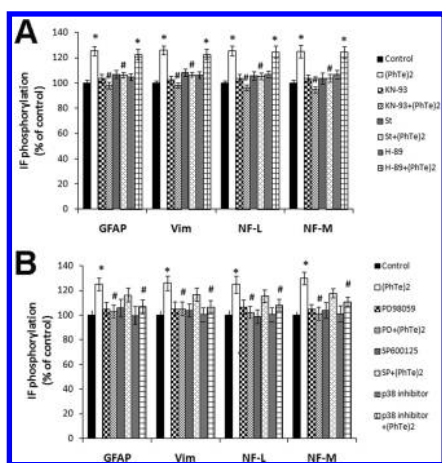 A
IF phosphorylation
(% of control)
140
120
100
80
60
40
20
0
* * * * * * * *
# # # # # # # #
GFAP Vim NF-L NF-M
Control
(PhTe)2
KN-93
KN-93+(PhTe)2
St
St+(PhTe)2
H-89
H-89+(PhTe)2
B
IF phosphorylation
(% of control)
140
120
100
80
60
40
20
0
* * * *
# # # # # # # #
GFAP Vim NF-L NF-M
Control
(PhTe)2
PD98059
PD+(PhTe)2
SP600125
SP+(PhTe)2
p38 inhibitor
p38 inhibitor
+(PhTe)2